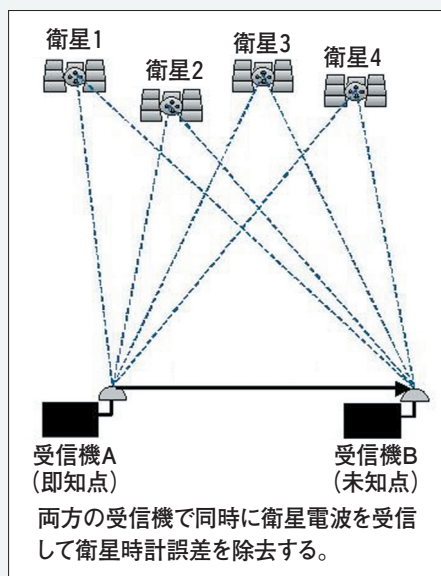 衛星1
衛星2
衛星3
衛星4
受信機A
(即知点)
受信機B
(未知点)
両方の受信機で同時に衛星電波を受信
して衛星時計誤差を除去する。